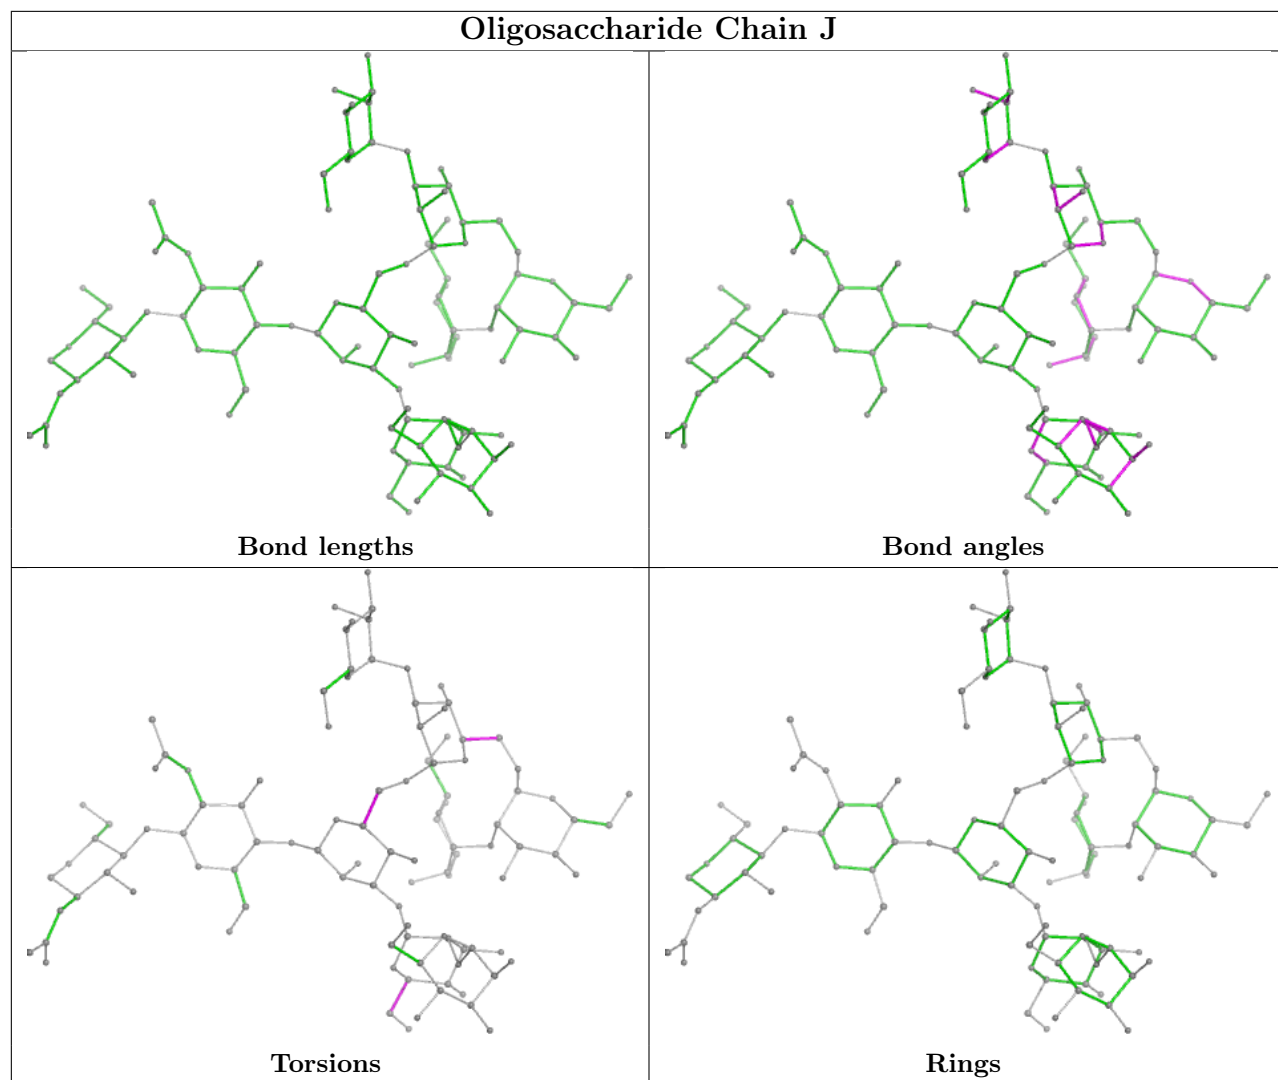 Oligosaccharide Chain J
Bond lengths
Bond angles
Torsions
Rings